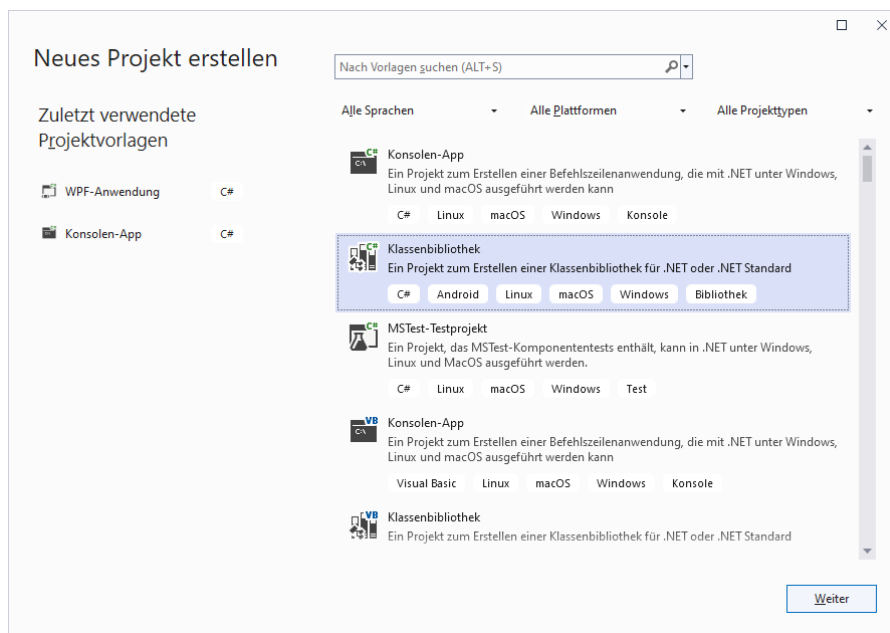 Neues Projekt erstellen
Nach Vorlagen suchen (ALT+S)
Zuletzt verwendete
Projektvorlagen
WPF-Anwendung C#
Konsolen-App C#
Alle Sprachen Alle Plattformen Alle Projekttypen
C#
C:\
Konsolen-App
Ein Projekt zum Erstellen einer Befehlszeilenanwendung, die mit .NET unter Windows,
Linux und macOS ausgeführt werden kann
C# Linux macOS Windows Konsole
C#
Klassenbibliothek
Ein Projekt zum Erstellen einer Klassenbibliothek für .NET oder .NET Standard
C# Android Linux macOS Windows Bibliothek
C#
MSTest-Testprojekt
Ein Projekt, das MSTest-Komponententests enthält, kann in .NET unter Windows,
Linux und MacOS ausgeführt werden.
C# Linux macOS Windows Test
VB
C:\
Konsolen-App
Ein Projekt zum Erstellen einer Befehlszeilenanwendung, die mit .NET unter Windows,
Linux und macOS ausgeführt werden kann
Visual Basic Linux macOS Windows Konsole
VB
Klassenbibliothek
Ein Projekt zum Erstellen einer Klassenbibliothek für .NET oder .NET Standard
Weiter